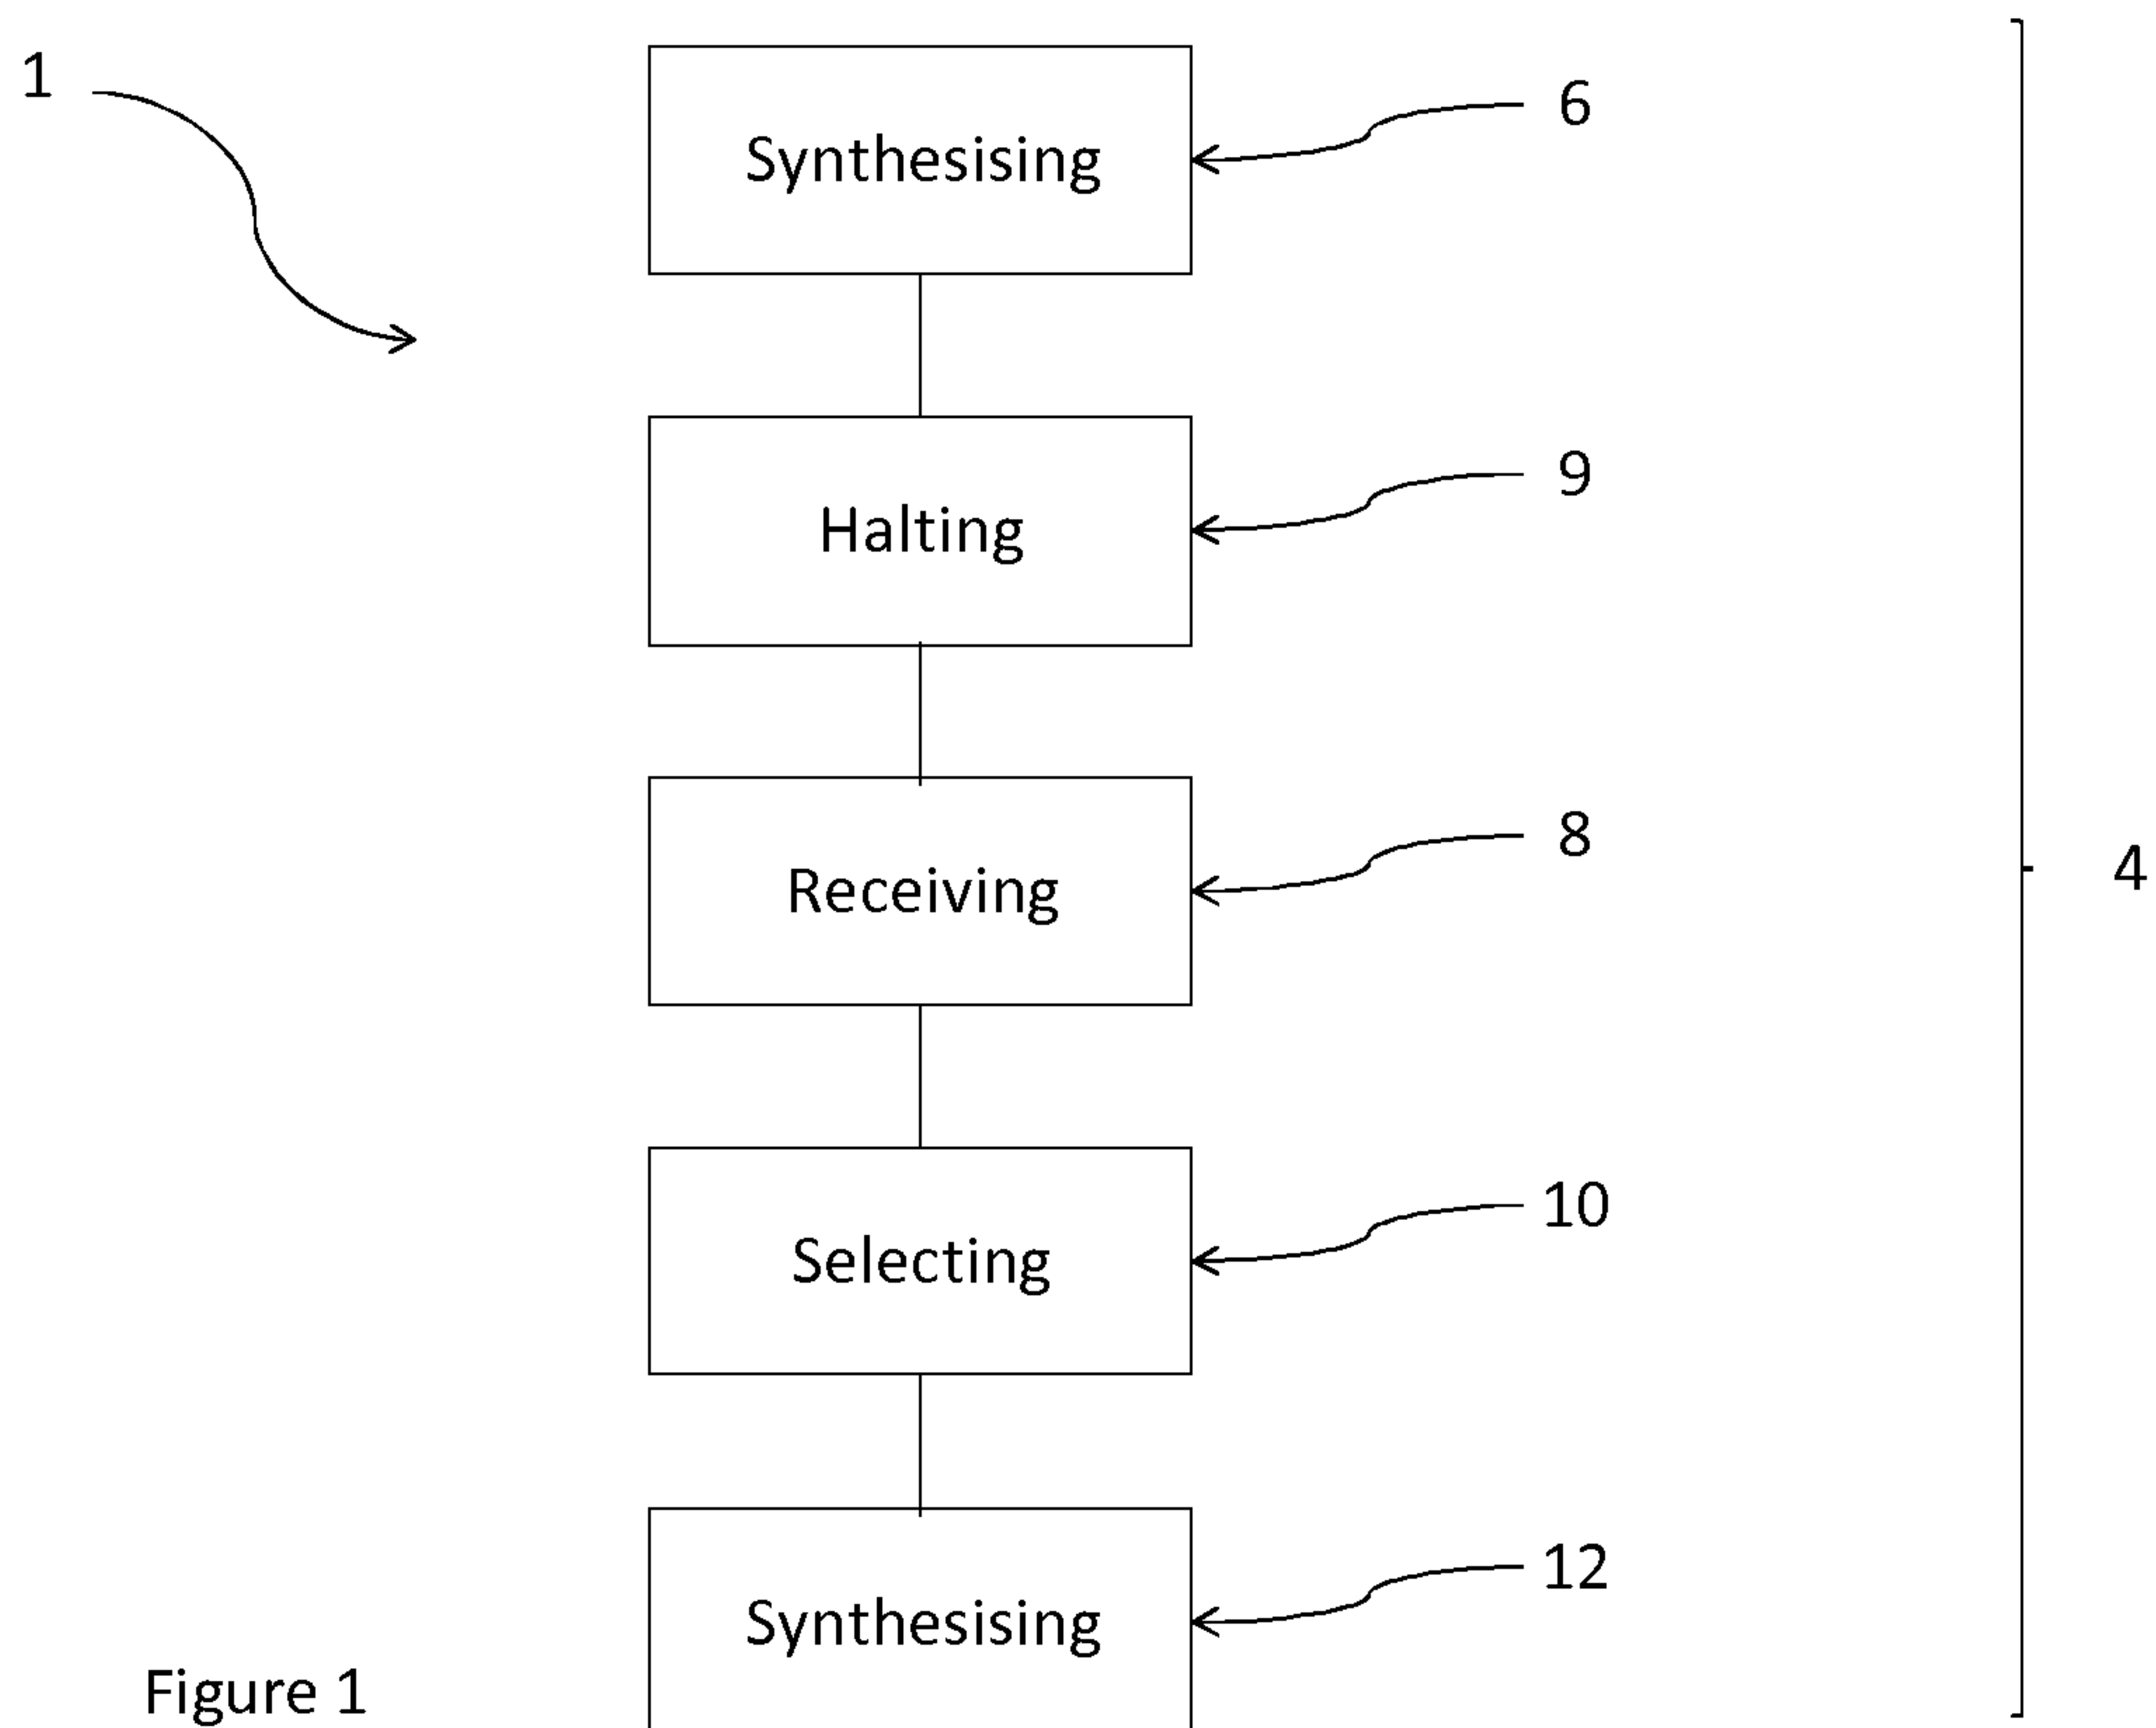 1
Synthesising
6
Halting
9
Receiving
8
4
Selecting
10
Synthesising
12
Figure 1